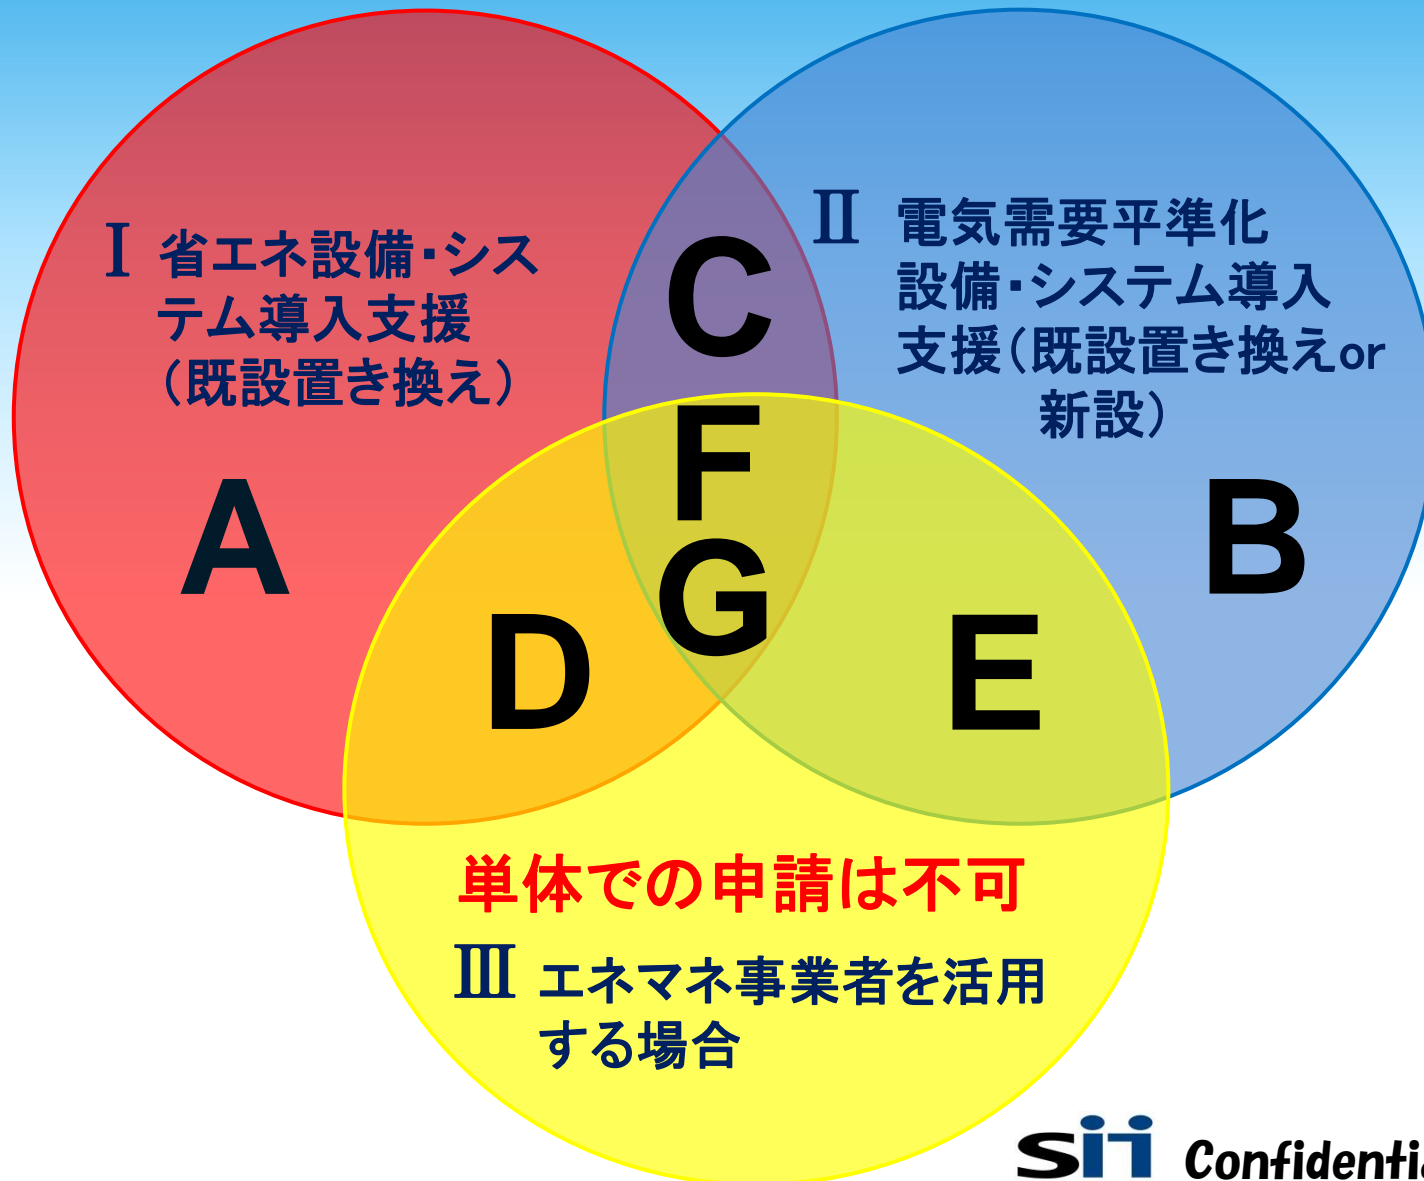 Ⅰ 省エネ設備・シス
テム導入支援
（既設置き換え）
Ⅱ 電気需要平準化
設備・システム導入
支援（既設置き換えor
新設）
C
F
G
A
B
D
E
単体での申請は不可
Ⅲ エネマネ事業者を活用
する場合
sii Confidentia